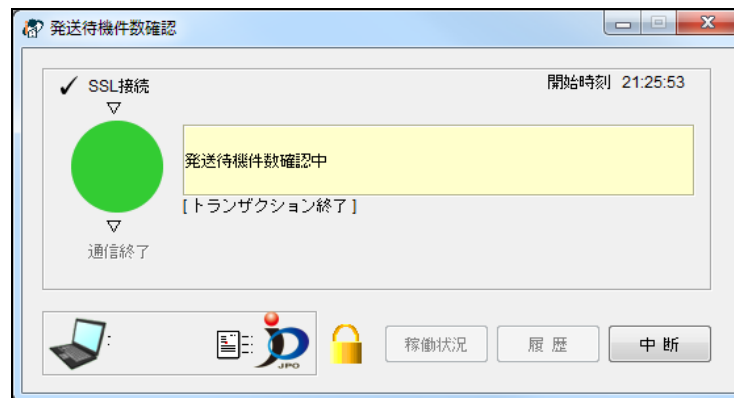 発送待機件数確認
SSL接続
開始時刻 21:25:53
発送待機件数確認中
[トランザクション終了]
通信終了
JPO
稼働状況
履 歴
中 断